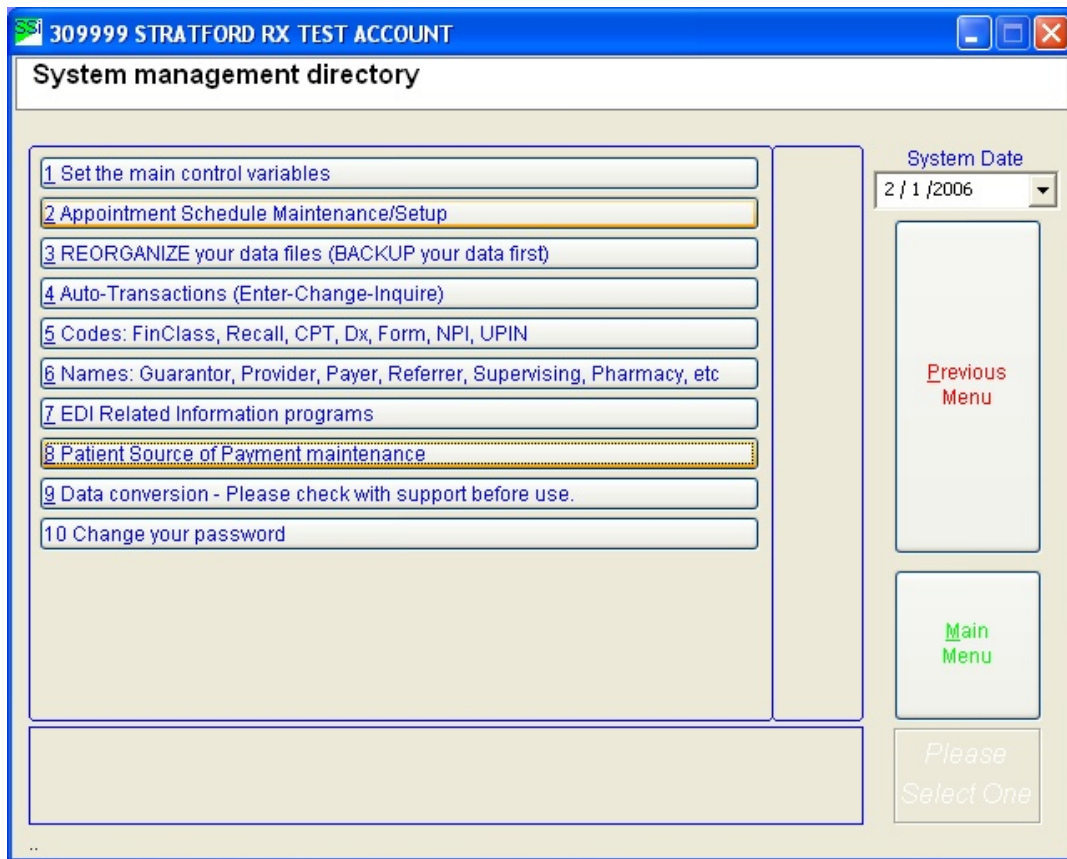 SSi 309999 STRATFORD RX TEST ACCOUNT
System management directory
1 Set the main control variables
2 Appointment Schedule Maintenance/Setup
3 REORGANIZE your data files (BACKUP your data first)
4 Auto-Transactions (Enter-Change-Inquire)
5 Codes: FinClass, Recall, CPT, Dx, Form, NPI, UPIN
6 Names: Guarantor, Provider, Payer, Referrer, Supervising, Pharmacy, etc
7 EDI Related Information programs
8 Patient Source of Payment maintenance
9 Data conversion - Please check with support before use.
10 Change your password
System Date
2 / 1 /2006
Previous
Menu
Main
Menu
Please
Select One
..